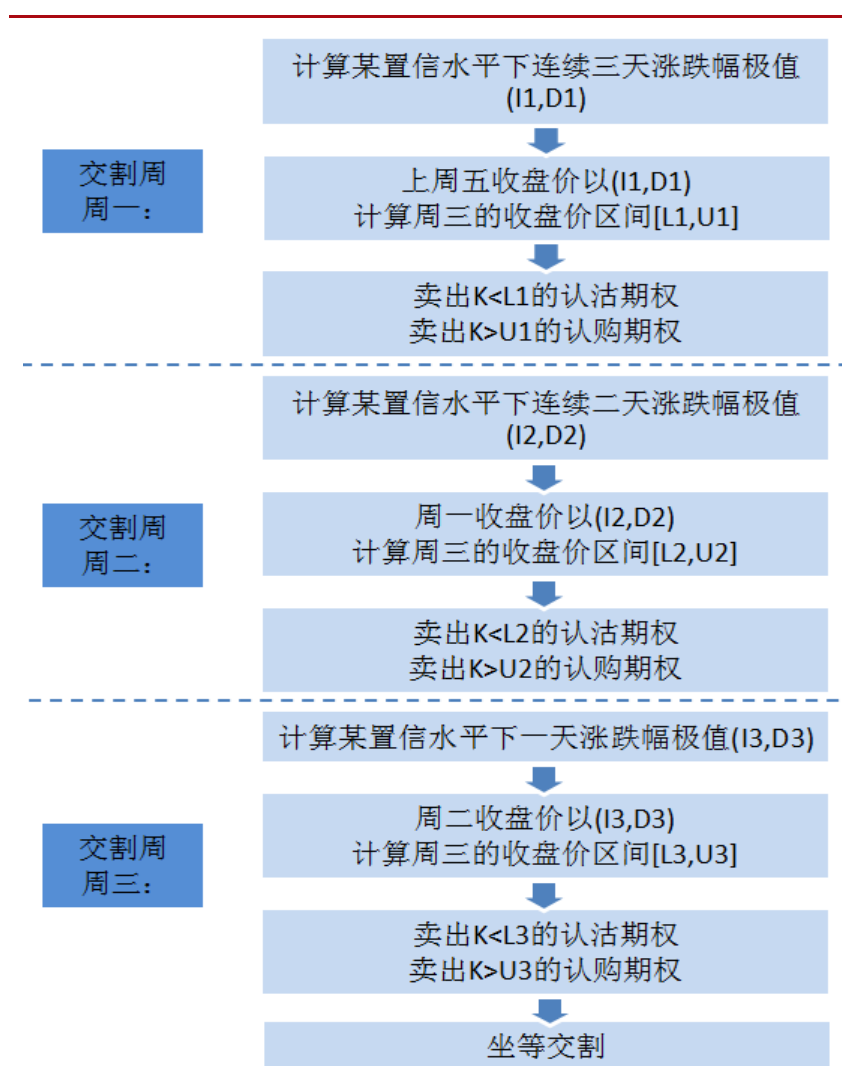 计算某置信水平下连续三天涨跌幅极值
(I1,D1)
交割周
周一：
上周五收盘价以(I1,D1)
计算周三的收盘价区间[L1,U1]
卖出K<L1的认沽期权
卖出K>U1的认购期权
计算某置信水平下连续二天涨跌幅极值
(I2,D2)
交割周
周二：
周一收盘价以(I2,D2)
计算周三的收盘价区间[L2,U2]
卖出K<L2的认沽期权
卖出K>U2的认购期权
计算某置信水平下一天涨跌幅极值(I3,D3)
交割周
周三：
周二收盘价以(I3,D3)
计算周三的收盘价区间[L3,U3]
卖出K<L3的认沽期权
卖出K>U3的认购期权
坐等交割